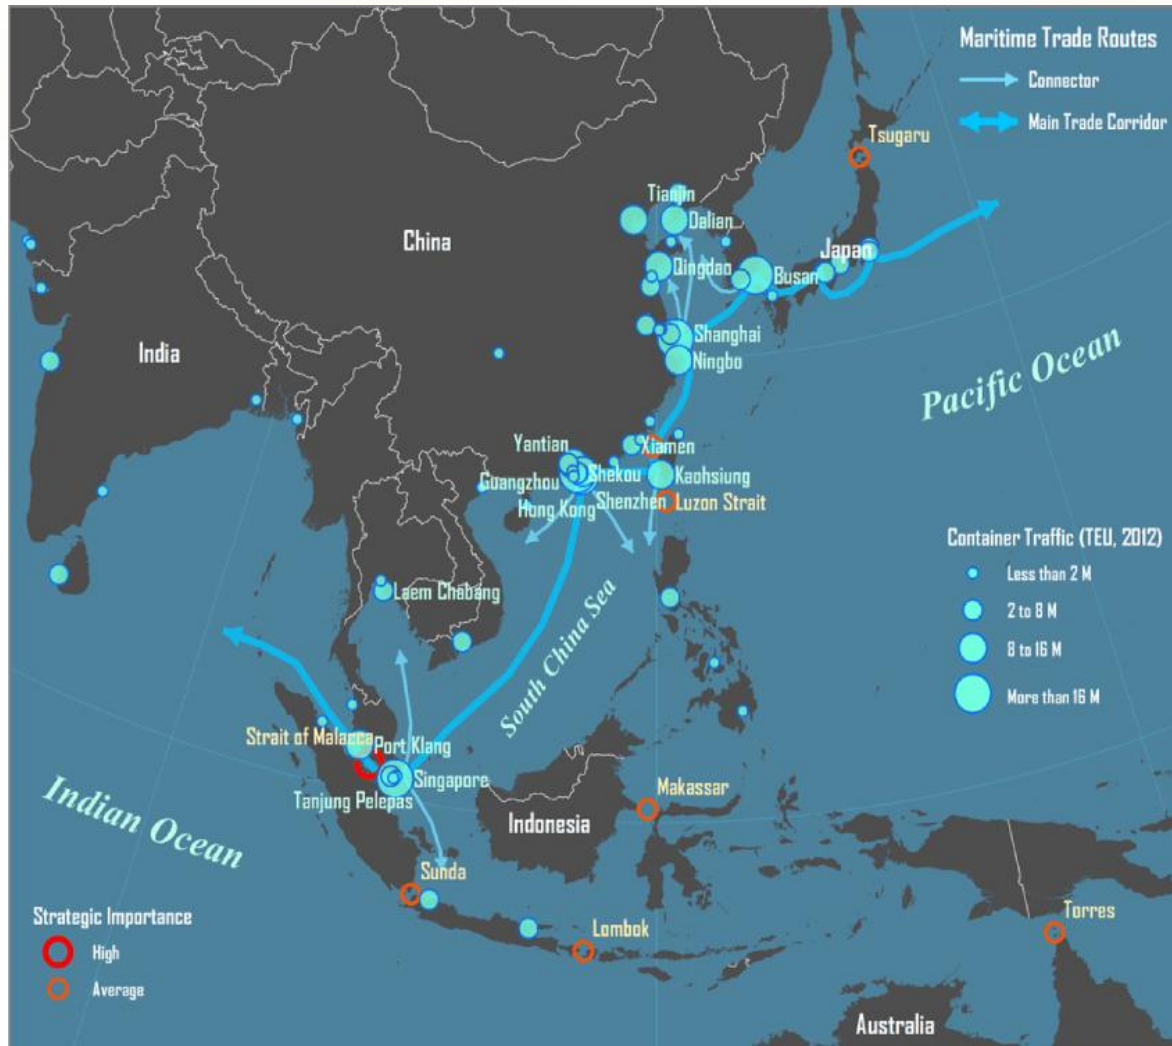 Maritime Trade Routes
Connector
Main Trade Corridor
Tsugaru
Tianjin
Dalian
China
Japan
Qingdao
Busan
Shanghai
India
Ningbo
Pacific Ocean
Yantian
Xiamen
Guangzhou
Shekou
Kaohsiung
Hong Kong
Shenzhen
Luzon Strait
Container Traffic (TEU, 2012)
Less than 2 M
2 to 8 M
8 to 16 M
More than 16 M
Laem Chabang
South China Sea
Strait of Malacca
Port Klang
Singapore
Tanjung Pelepas
Makassar
Indian Ocean
Indonesia
Sunda
Strategic Importance
High
Average
Lombok
Torres
Australia